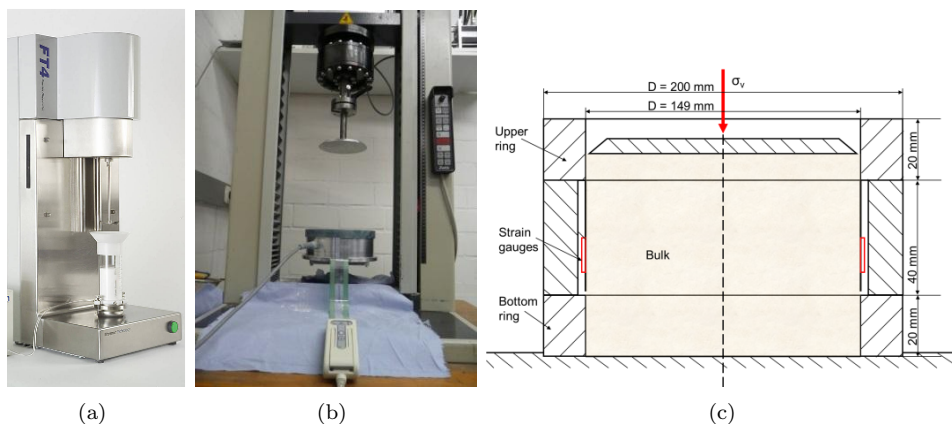 FT4
D = 200 mm
σv
D = 149 mm
Upper
ring
20 mm
Strain
gauges
Bulk
40 mm
Bottom
ring
20 mm
(a)
(b)
(c)